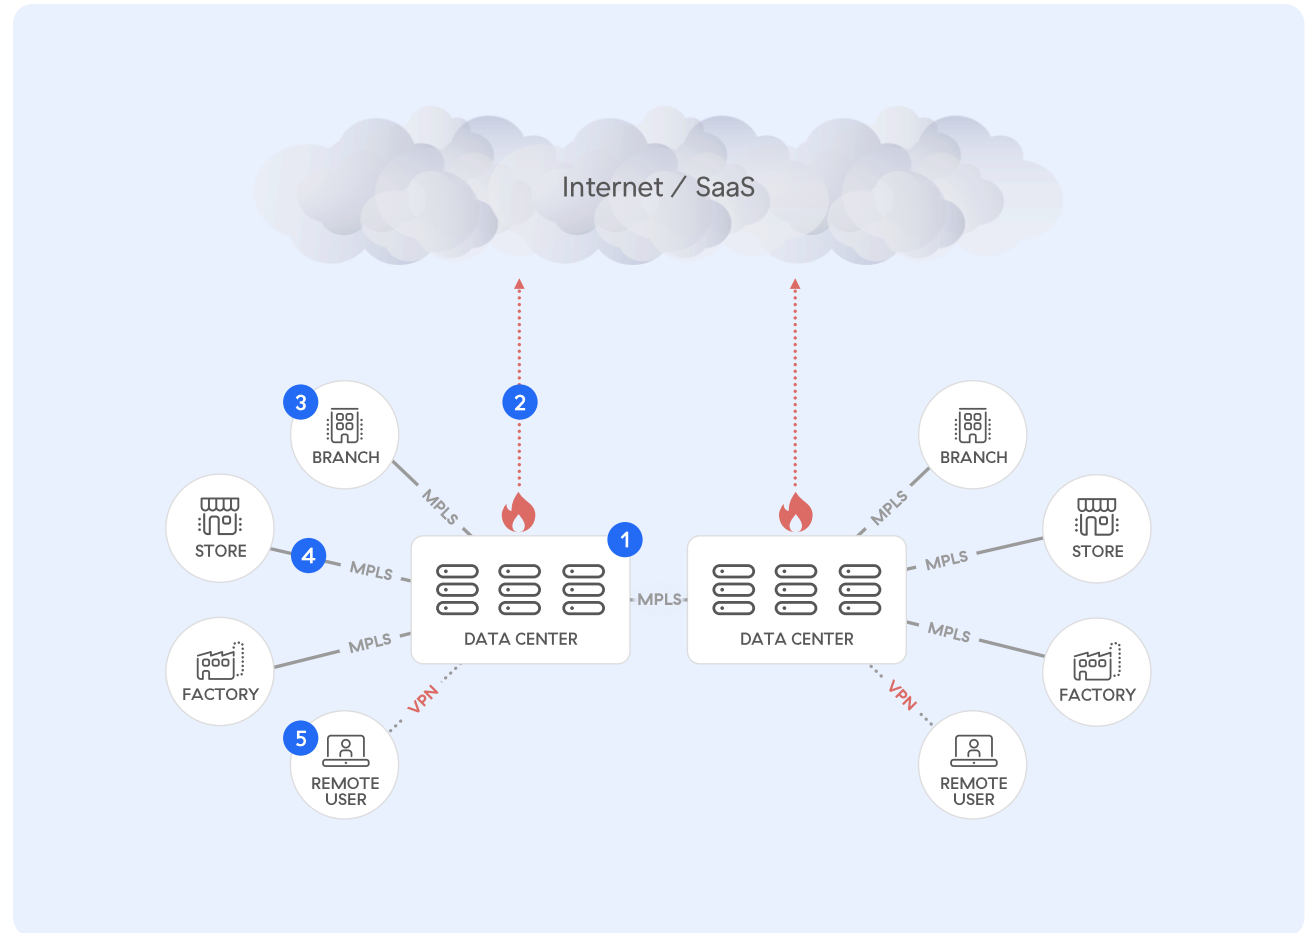 Internet / SaaS
3
2
BRANCH
BRANCH
MPLS
MPLS
STORE
4
MPLS
1
MPLS
STORE
MPLS
DATA CENTER
DATA CENTER
MPLS
MPLS
FACTORY
FACTORY
VPN
VPN
5
REMOTE
USER
REMOTE
USER